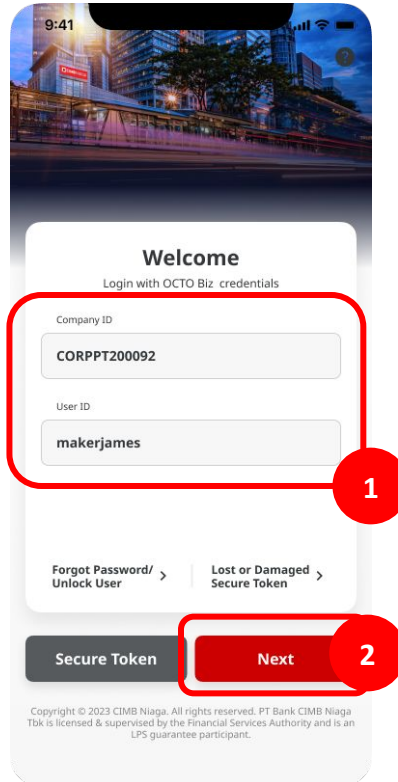 9:41
?
Welcome
Login with OCTO Biz credentials
Company ID
CORPPT200092
User ID
makerjames
1
Forgot Password/
Unlock User
Lost or Damaged
Secure Token
Secure Token
Next
2
Copyright © 2023 CIMB Niaga. All rights reserved. PT Bank CIMB Niaga
Tbk is licensed & supervised by the Financial Services Authority and is an
LPS guarantee participant.